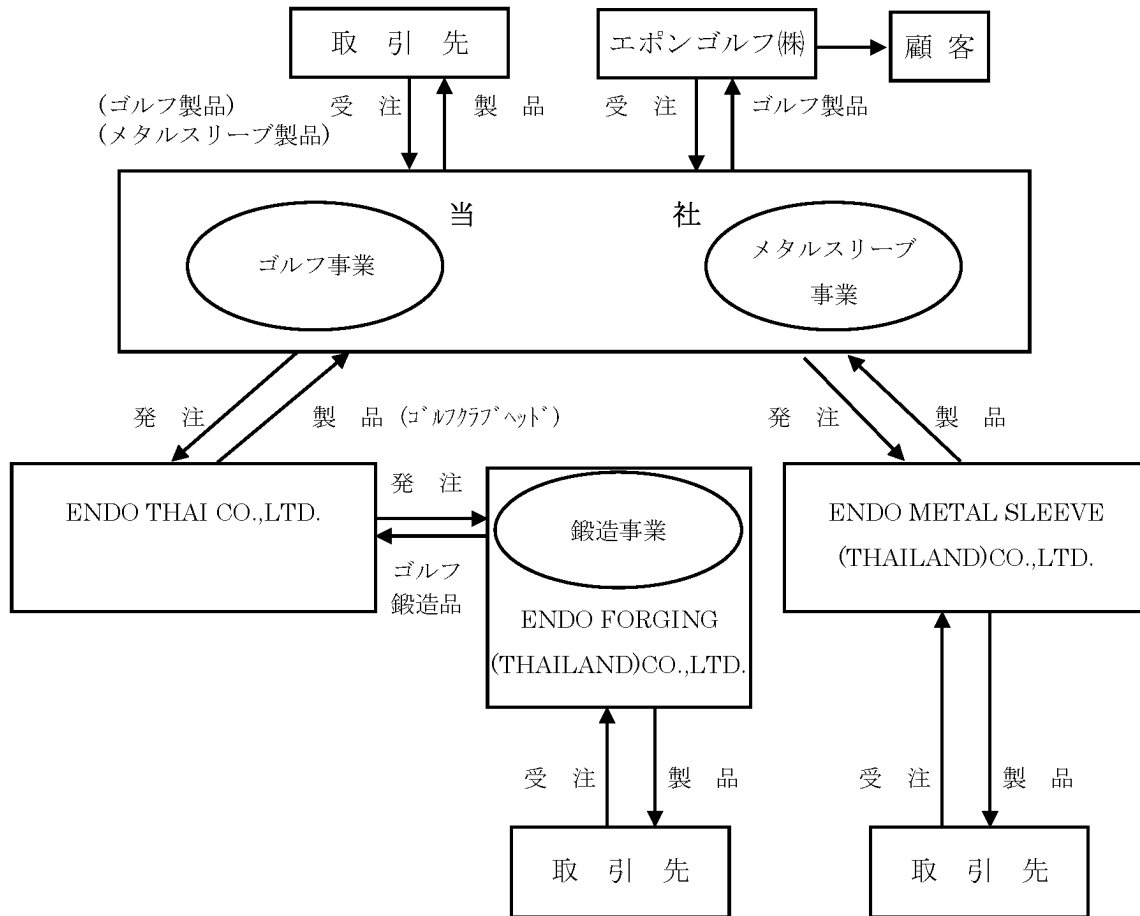 取 引 先
エポンゴルフ㈱
顧 客
(ゴルフ製品)
(メタルスリーブ製品)
受 注
製 品
受 注
ゴルフ製品
当 社
ゴルフ事業
メタルスリーブ
事業
発 注
製 品 (ｺﾞﾙﾌｸﾗﾌﾞﾍｯﾄﾞ)
発 注
製 品
ENDO THAI CO.,LTD.
発 注
ゴルフ
鍛造品
鍛造事業
ENDO FORGING
(THAILAND)CO.,LTD.
ENDO METAL SLEEVE
(THAILAND)CO.,LTD.
受 注
製 品
受 注
製 品
取 引 先
取 引 先